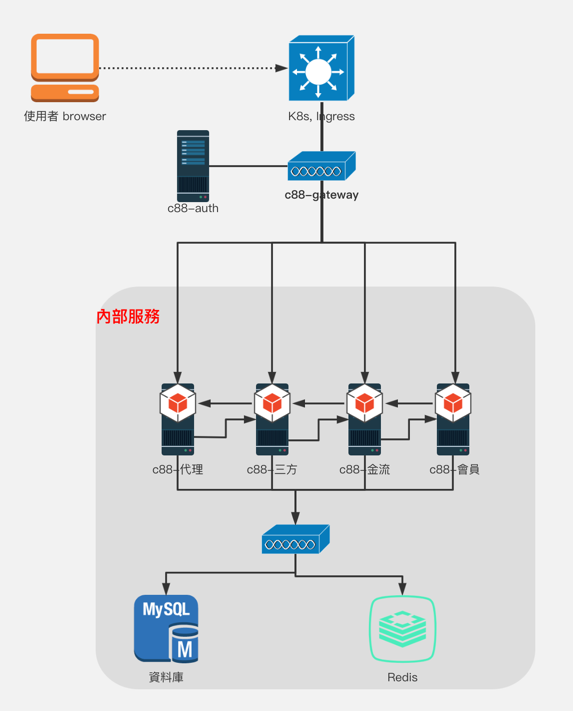 使用者 browser
K8s, Ingress
c88-auth
c88-gateway
內部服務
c88-代理
c88-三方
c88-金流
c88-會員
MySQL
M
資料庫
Redis